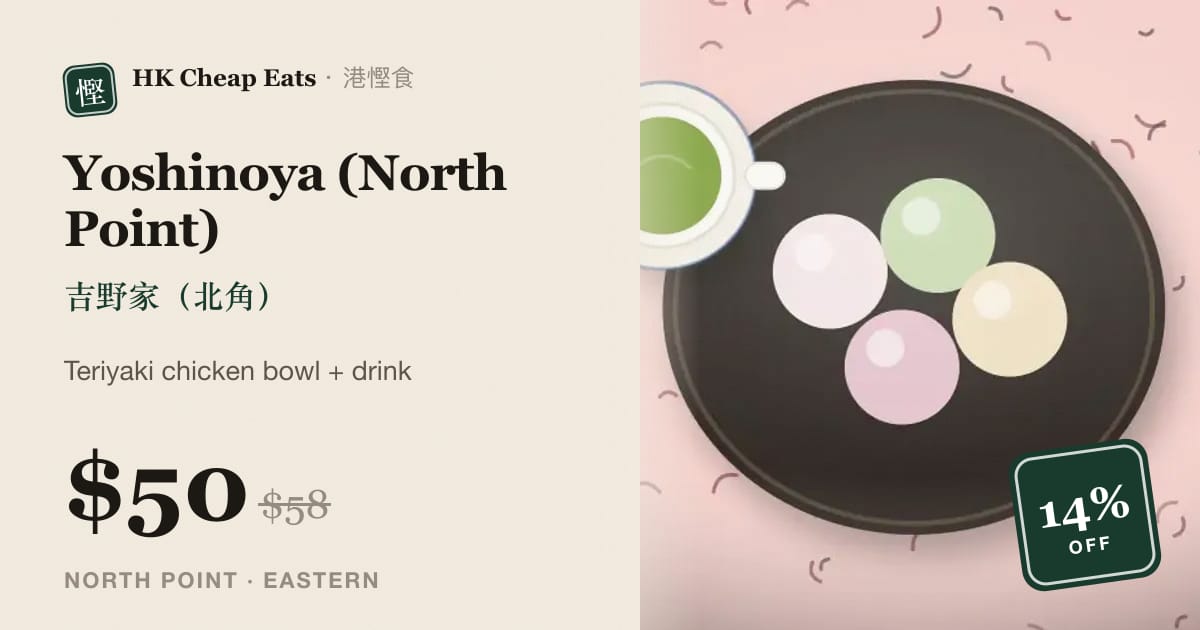 慳 HK Cheap Eats · 港慳食
Yoshinoya (North
Point)
吉野家（北角）
Teriyaki chicken bowl + drink
$50 $58
NORTH POINT · EASTERN
14%
OFF